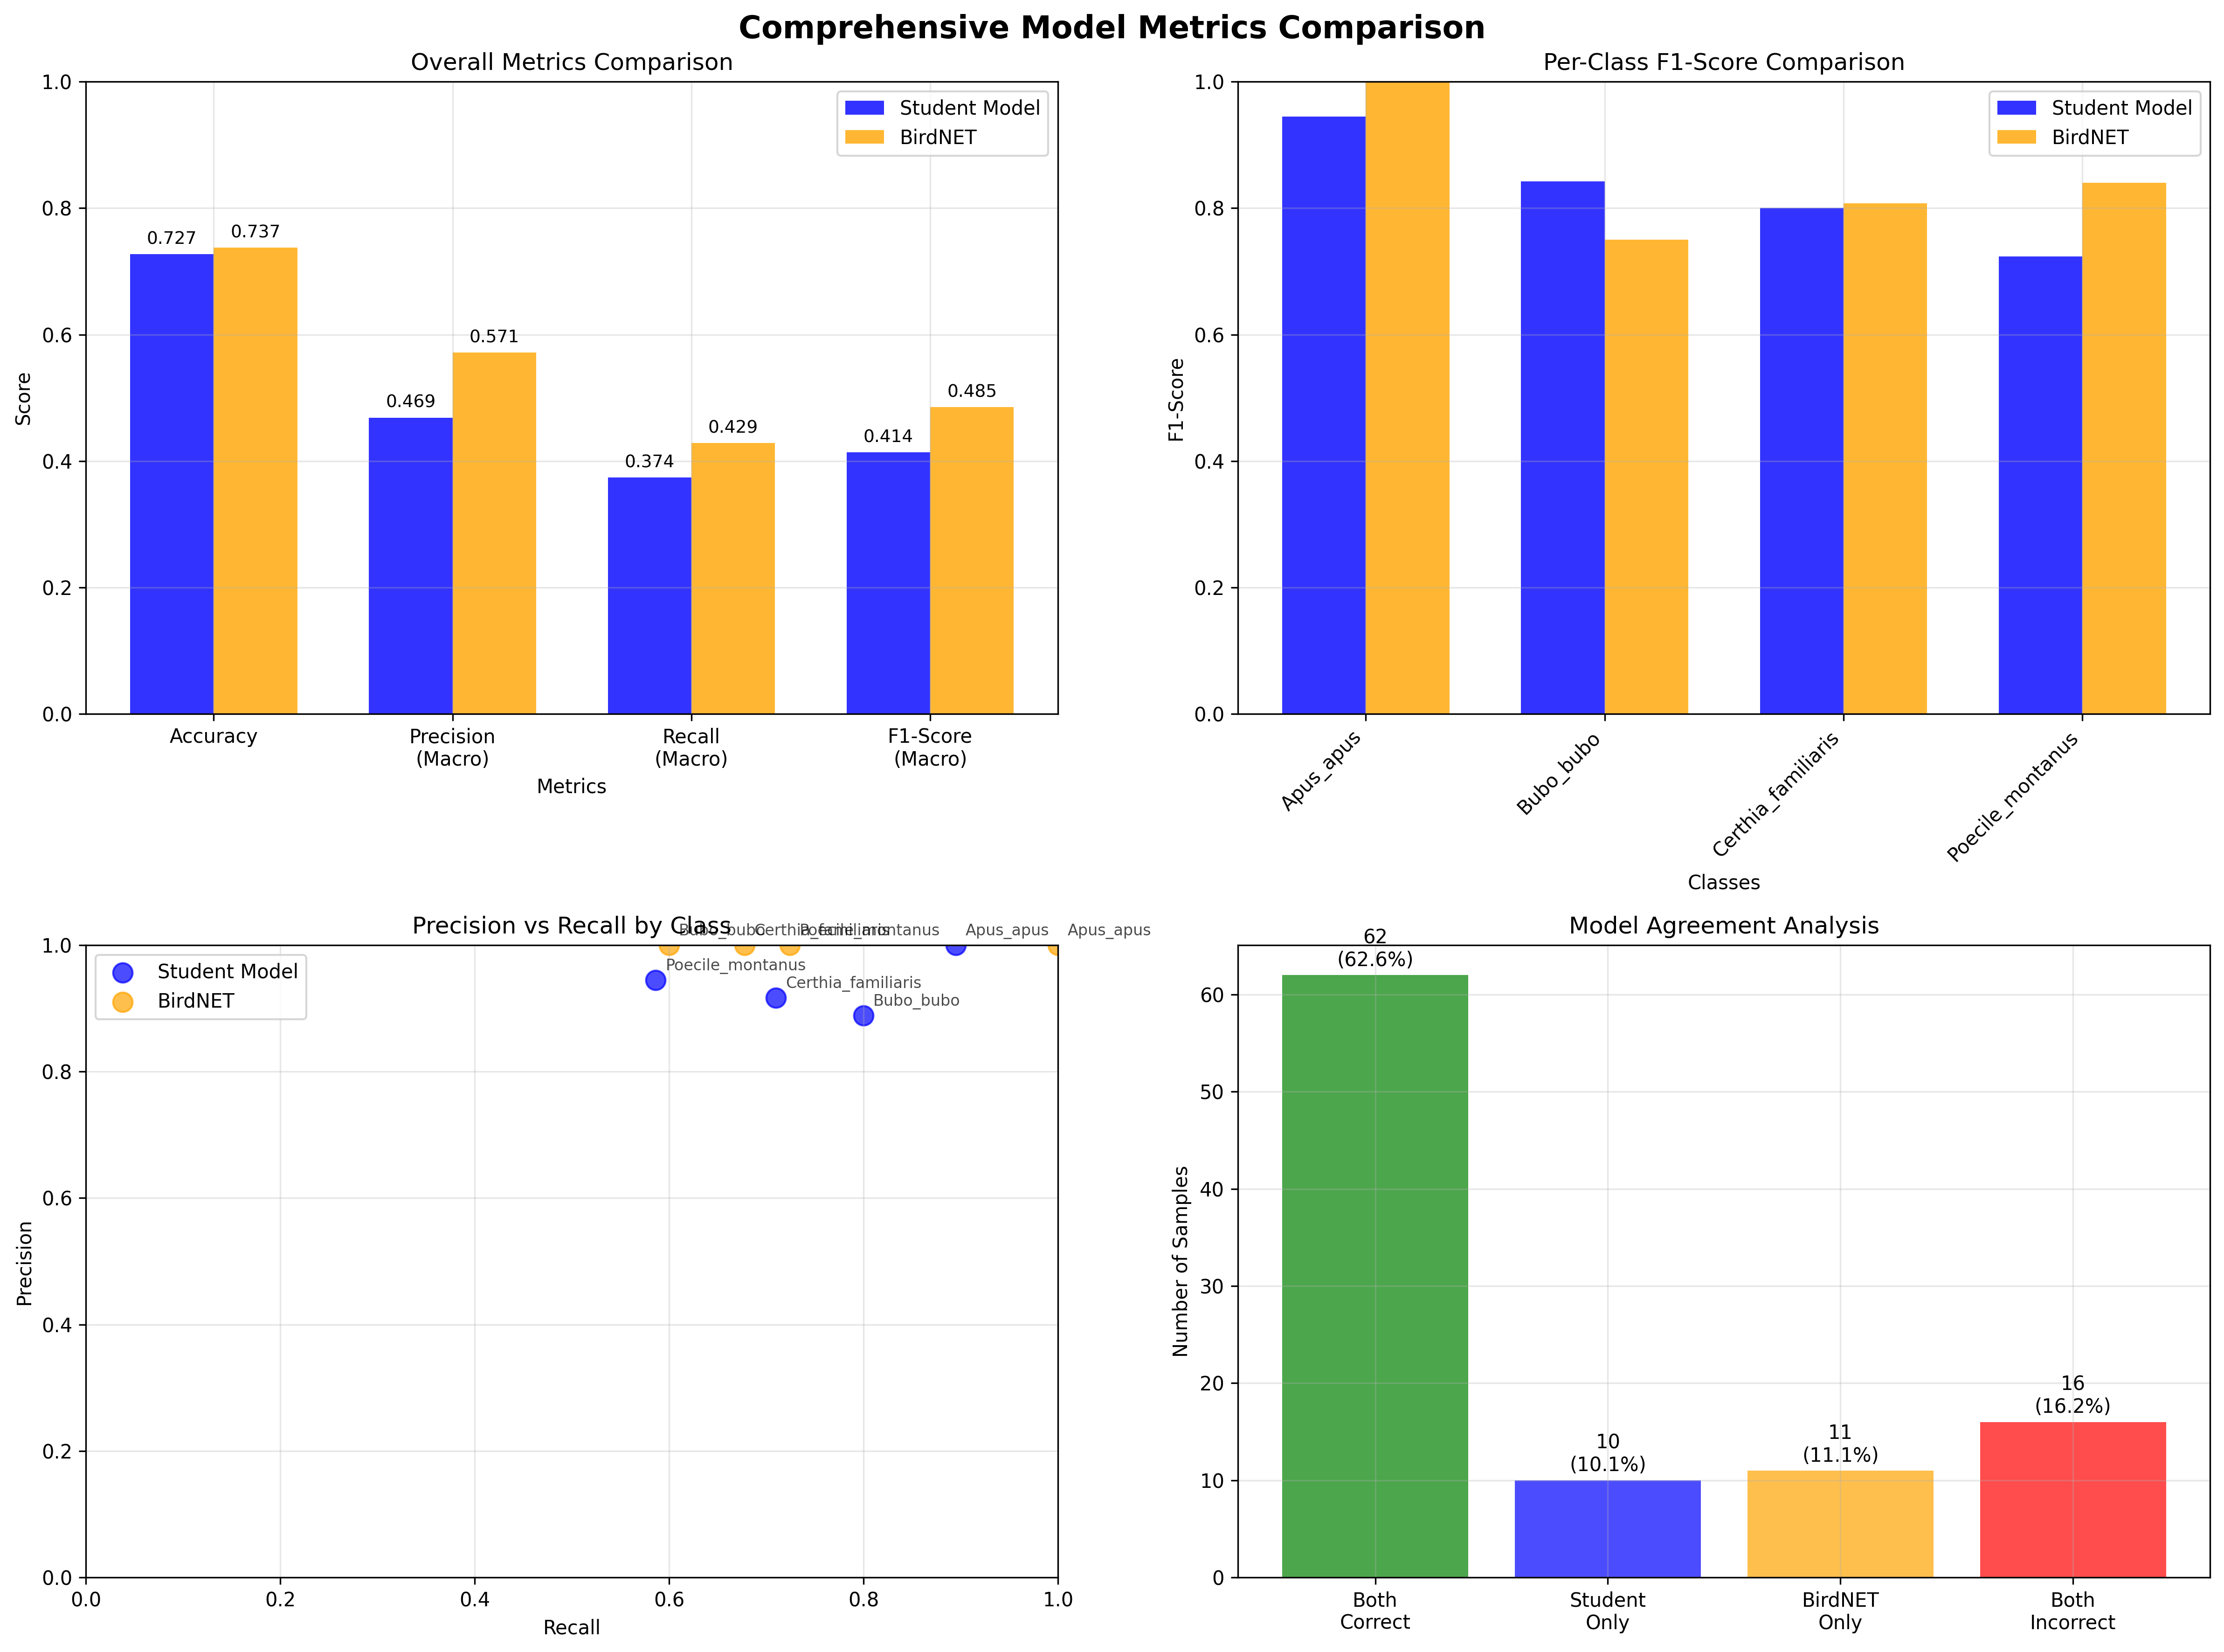 Comprehensive Model Metrics Comparison
Overall Metrics Comparison
Student Model
BirdNET
1.0
0.8
0.6
0.4
0.2
0.0
Score
0.727
0.737
0.469
0.571
0.374
0.429
0.414
0.485
Accuracy
Precision
(Macro)
Recall
(Macro)
F1-Score
(Macro)
Metrics
Per-Class F1-Score Comparison
Student Model
BirdNET
1.0
0.8
0.6
0.4
0.2
0.0
F1-Score
Apus_apus
Bubo_bubo
Certhia_familiaris
Poecile_montanus
Classes
Precision vs Recall by Class
Bubo_bubo
Certhia_familiaris
Poecile_montanus
Apus_apus
Apus_apus
Student Model
BirdNET
Poecile_montanus
Certhia_familiaris
Bubo_bubo
1.0
0.8
0.6
0.4
0.2
0.0
Precision
0.0
0.2
0.4
0.6
0.8
1.0
Recall
Model Agreement Analysis
62
(62.6%)
10
(10.1%)
11
(11.1%)
16
(16.2%)
60
50
40
30
20
10
0
Number of Samples
Both
Correct
Student
Only
BirdNET
Only
Both
Incorrect